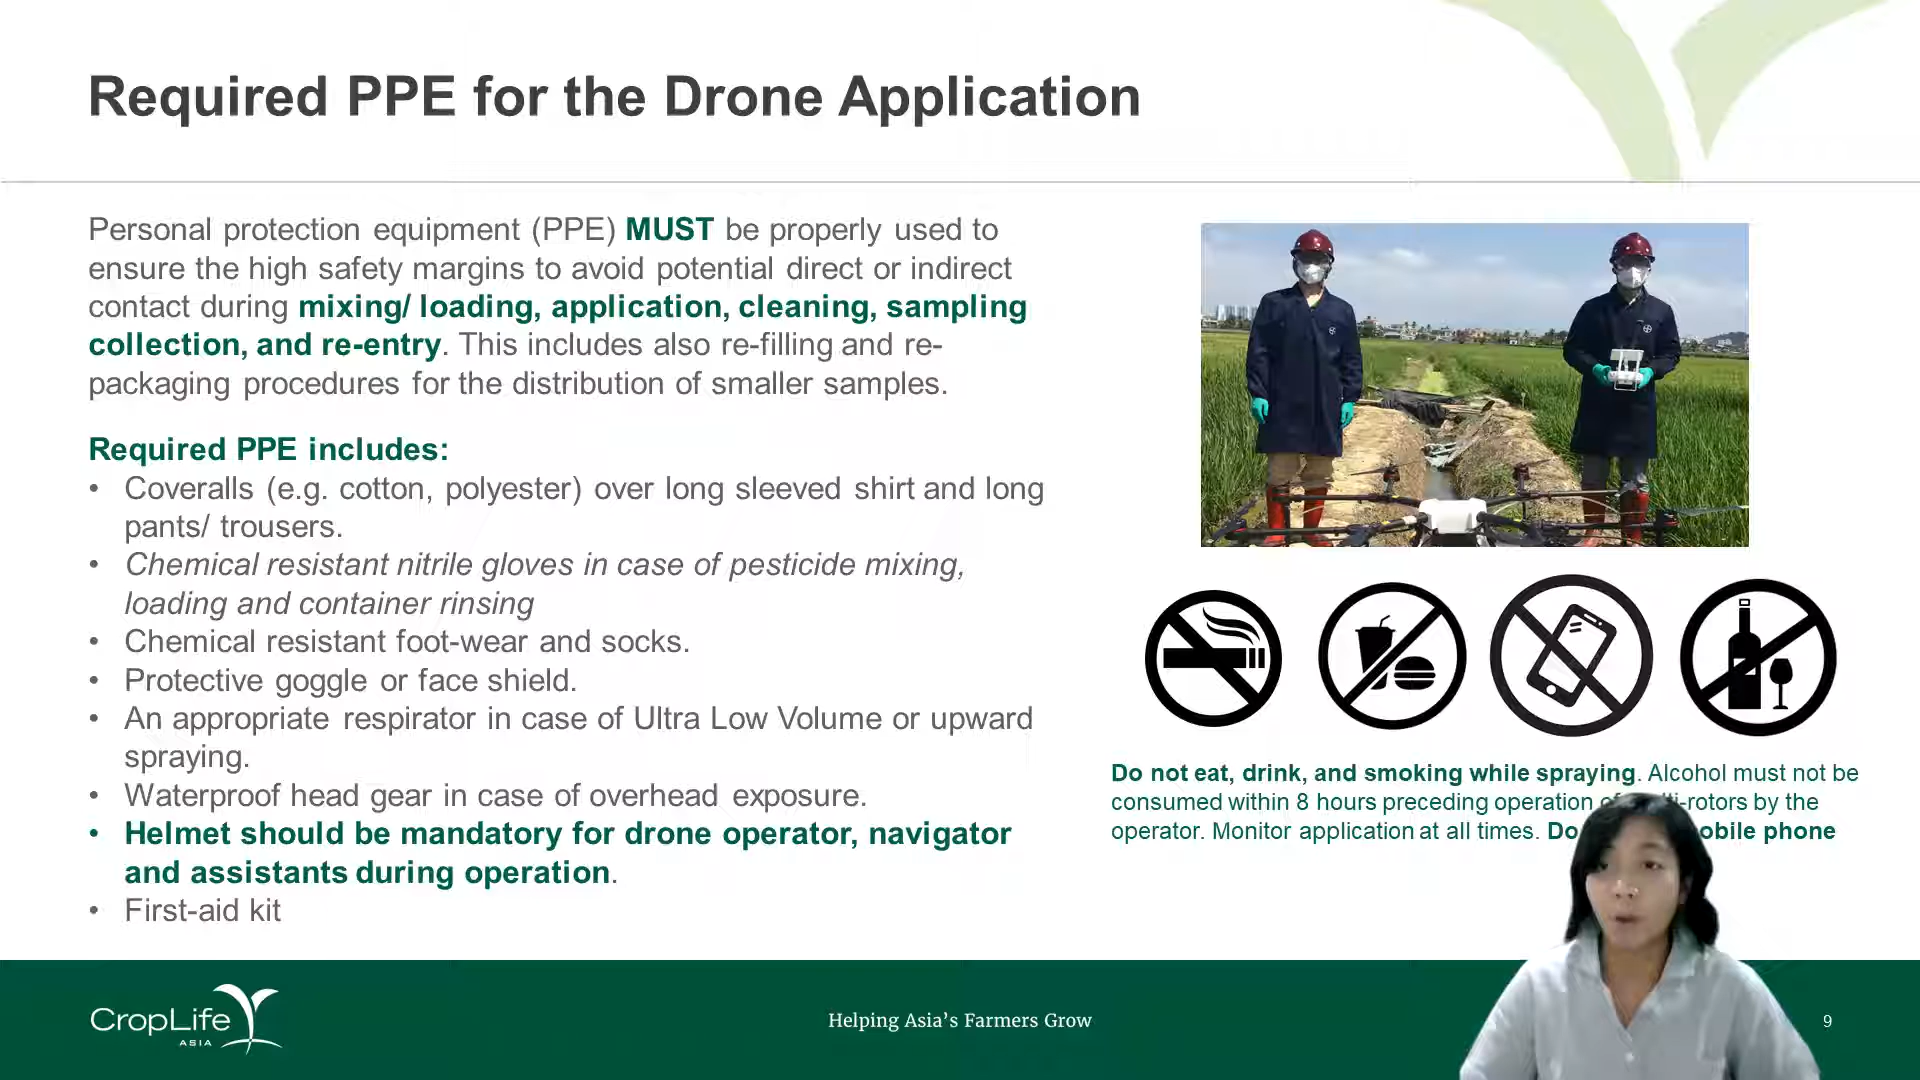 Required PPE for the Drone Application
Personal protection equipment (PPE) MUST be properly used to
ensure the high safety margins to avoid potential direct or indirect
contact during mixing/ loading, application, cleaning, sampling
collection, and re-entry. This includes also re-filling and re-
packaging procedures for the distribution of smaller samples.
Required PPE includes:
• Coveralls (e.g. cotton, polyester) over long sleeved shirt and long
pants/ trousers.
• Chemical resistant nitrile gloves in case of pesticide mixing,
loading and container rinsing
• Chemical resistant foot-wear and socks.
• Protective goggle or face shield.
• An appropriate respirator in case of Ultra Low Volume or upward
spraying.
• Waterproof head gear in case of overhead exposure.
• Helmet should be mandatory for drone operator, navigator
and assistants during operation.
• First-aid kit
Do not eat, drink, and smoking while spraying. Alcohol must not be
consumed within 8 hours preceding operation -rotors by the
operator. Monitor application at all times. Do phone
CropLife
ASIA
Helping Asia's Farmers Grow
9